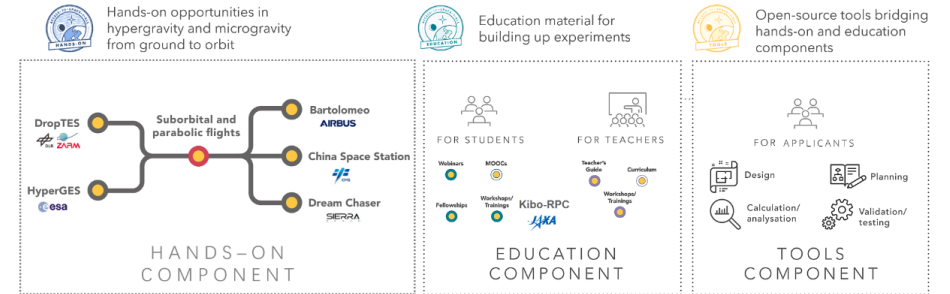 Hands-on opportunities in
hypergravity and microgravity
from ground to orbit
HANDS-ON
Education material for
building up experiments
EDUCATION
Open-source tools bridging
hands-on and education
components
TOOLS
DropTES
DLR
ZARM
HyperGES
esa
Suborbital and
parabolic flights
Bartolomeo
AIRBUS
China Space Station
Dream Chaser
SIERRA
HANDS–ON
COMPONENT
FOR STUDENTS
Webinars
MOOCs
Fellowships
Workshops/
Trainings
Kibo-RPC
JAXA
FOR TEACHERS
Teacher's
Guide
Curriculum
Workshops/
Trainings
EDUCATION
COMPONENT
FOR APPLICANTS
Design
Planning
Calculation/
analysation
Validation/
testing
TOOLS
COMPONENT